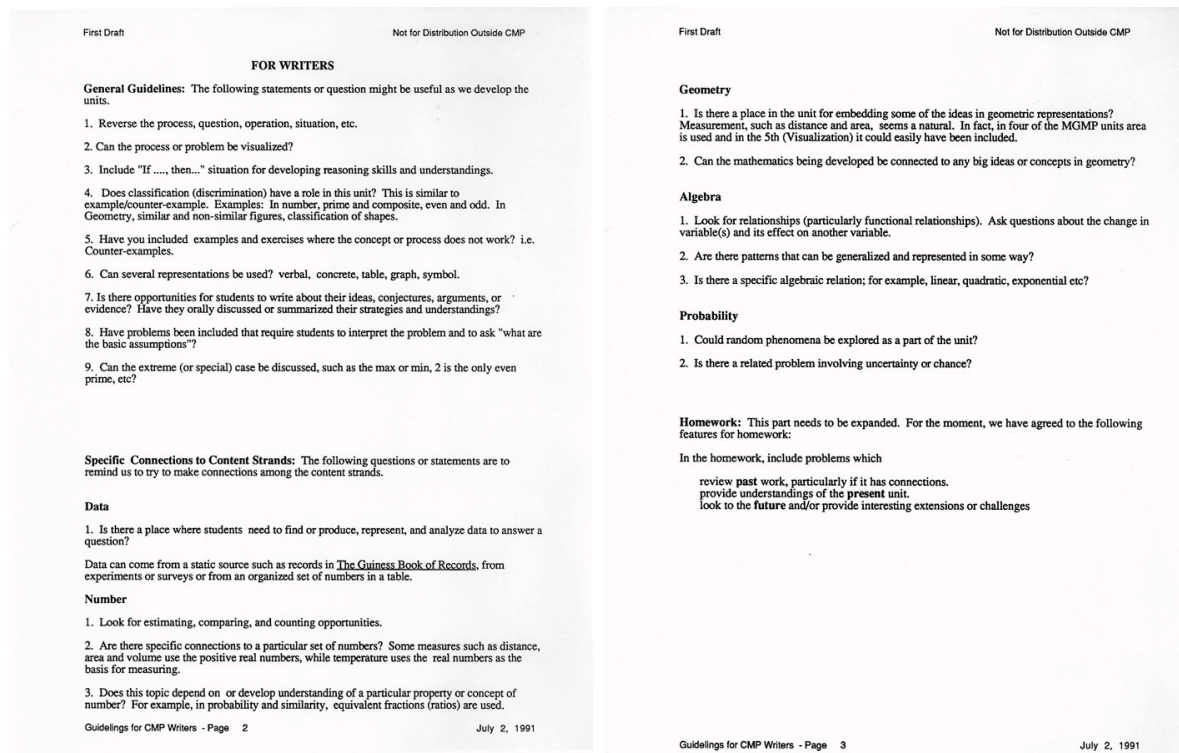 First Draft Not for Distribution Outside CMP
FOR WRITERS
General Guidelines: The following statements or question might be useful as we develop the
units.
1. Reverse the process, question, operation, situation, etc.
2. Can the process or problem be visualized?
3. Include "If ...., then..." situation for developing reasoning skills and understandings.
4. Does classification (discrimination) have a role in this unit? This is similar to
example/counter-example. Examples: In number, prime and composite, even and odd. In
Geometry, similar and non-similar figures, classification of shapes.
5. Have you included examples and exercises where the concept or process does not work? i.e.
Counter-examples.
6. Can several representations be used? verbal, concrete, table, graph, symbol.
7. Is there opportunities for students to write about their ideas, conjectures, arguments, or
evidence? Have they orally discussed or summarized their strategies and understandings?
8. Have problems been included that require students to interpret the problem and to ask "what are
the basic assumptions"?
9. Can the extreme (or special) case be discussed, such as the max or min, 2 is the only even
prime, etc?
Specific Connections to Content Strands: The following questions or statements are to
remind us to try to make connections among the content strands.
Data
1. Is there a place where students need to find or produce, represent, and analyze data to answer a
question?
Data can come from a static source such as records in The Guiness Book of Records, from
experiments or surveys or from an organized set of numbers in a table.
Number
1. Look for estimating, comparing, and counting opportunities.
2. Are there specific connections to a particular set of numbers? Some measures such as distance,
area and volume use the positive real numbers, while temperature uses the real numbers as the
basis for measuring.
3. Does this topic depend on or develop understanding of a particular property or concept of
number? For example, in probability and similarity, equivalent fractions (ratios) are used.
Guidelings for CMP Writers - Page 2 July 2, 1991
First Draft Not for Distribution Outside CMP
Geometry
1. Is there a place in the unit for embedding some of the ideas in geometric representations?
Measurement, such as distance and area, seems a natural. In fact, in four of the MGMP units area
is used and in the 5th (Visualization) it could easily have been included.
2. Can the mathematics being developed be connected to any big ideas or concepts in geometry?
Algebra
1. Look for relationships (particularly functional relationships). Ask questions about the change in
variable(s) and its effect on another variable.
2. Are there patterns that can be generalized and represented in some way?
3. Is there a specific algebraic relation; for example, linear, quadratic, exponential etc?
Probability
1. Could random phenomena be explored as a part of the unit?
2. Is there a related problem involving uncertainty or chance?
Homework: This part needs to be expanded. For the moment, we have agreed to the following
features for homework:
In the homework, include problems which
review past work, particularly if it has connections.
provide understandings of the present unit.
look to the future and/or provide interesting extensions or challenges
Guidelings for CMP Writers - Page 3 July 2, 1991